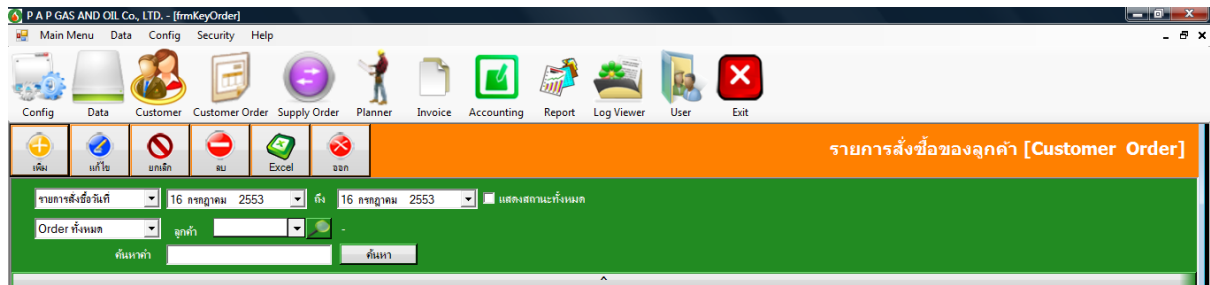 P A P GAS AND OIL Co., LTD. - [frmKeyOrder]
Main Menu Data Config Security Help
Config Data Customer Customer Order Supply Order Planner Invoice Accounting Report Log Viewer User Exit
เพิ่ม แก้ไข ยกเลิก ลบ Excel ออก
รายการสั่งซื้อของลูกค้า [Customer Order]
รายการสั่งซื้อวันที่ 16 กรกฎาคม 2553 ถึง 16 กรกฎาคม 2553 แสดงสถานะทั้งหมด
Order ทั้งหมด ลูกค้า -
ค้นหาคำ ค้นหา